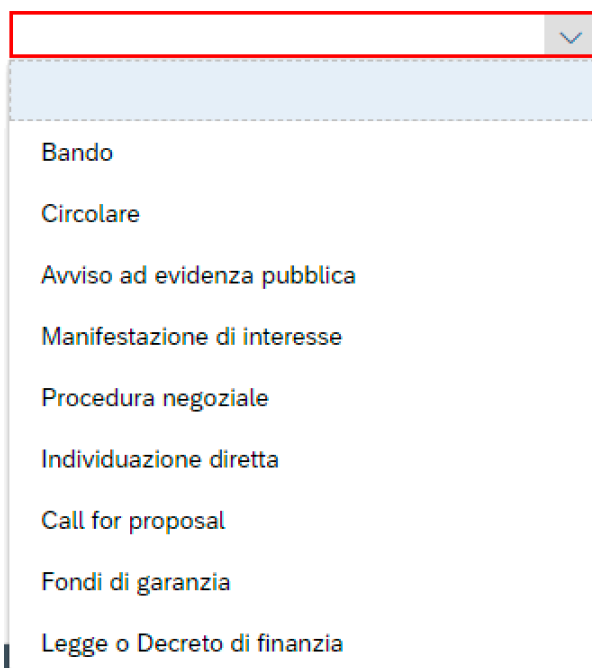 Bando
Circolare
Avviso ad evidenza pubblica
Manifestazione di interesse
Procedura negoziale
Individuazione diretta
Call for proposal
Fondi di garanzia
Legge o Decreto di finanzia